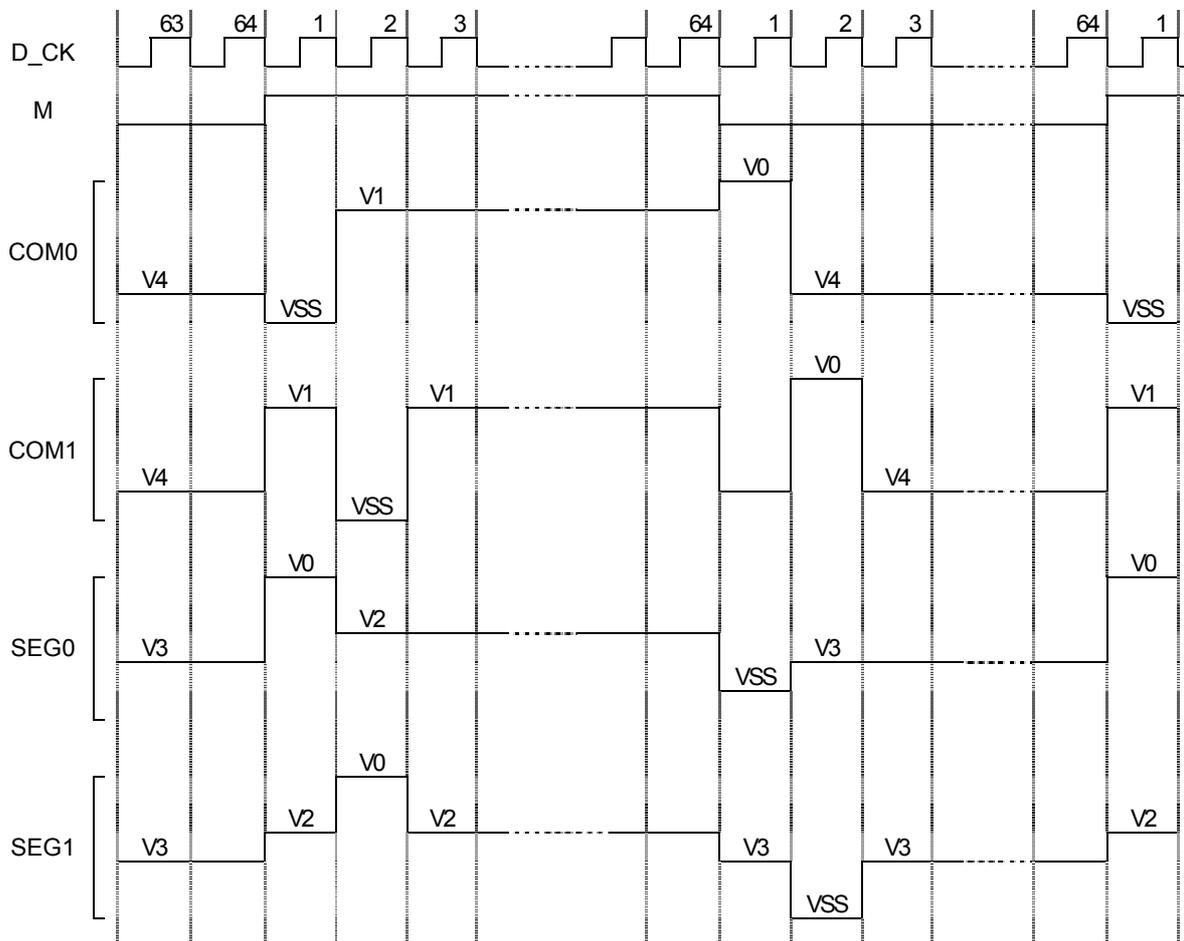 63 64 1 2 3 64 1 2 3 64 1
D_CK
M
V0
V1
COM0
V4 V4
VSS VSS
V0
V1 V1 V1
COM1
V4 V4
VSS
V0 V0
V2
SEG0 V3 V3
VSS
V0
V2 V2 V2
SEG1 V3 V3 V3
VSS